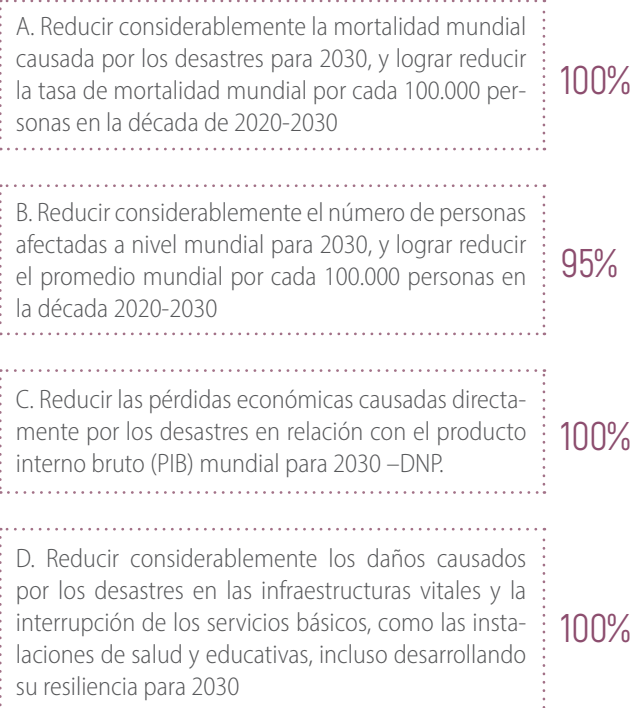 A. Reducir considerablemente la mortalidad mundial
causada por los desastres para 2030, y lograr reducir
la tasa de mortalidad mundial por cada 100.000 per-
sonas en la década de 2020-2030
100%
B. Reducir considerablemente el número de personas
afectadas a nivel mundial para 2030, y lograr reducir
el promedio mundial por cada 100.000 personas en
la década 2020-2030
95%
C. Reducir las pérdidas económicas causadas directa-
mente por los desastres en relación con el producto
interno bruto (PIB) mundial para 2030 –DNP.
100%
D. Reducir considerablemente los daños causados
por los desastres en las infraestructuras vitales y la
interrupción de los servicios básicos, como las insta-
laciones de salud y educativas, incluso desarrollando
su resiliencia para 2030
100%